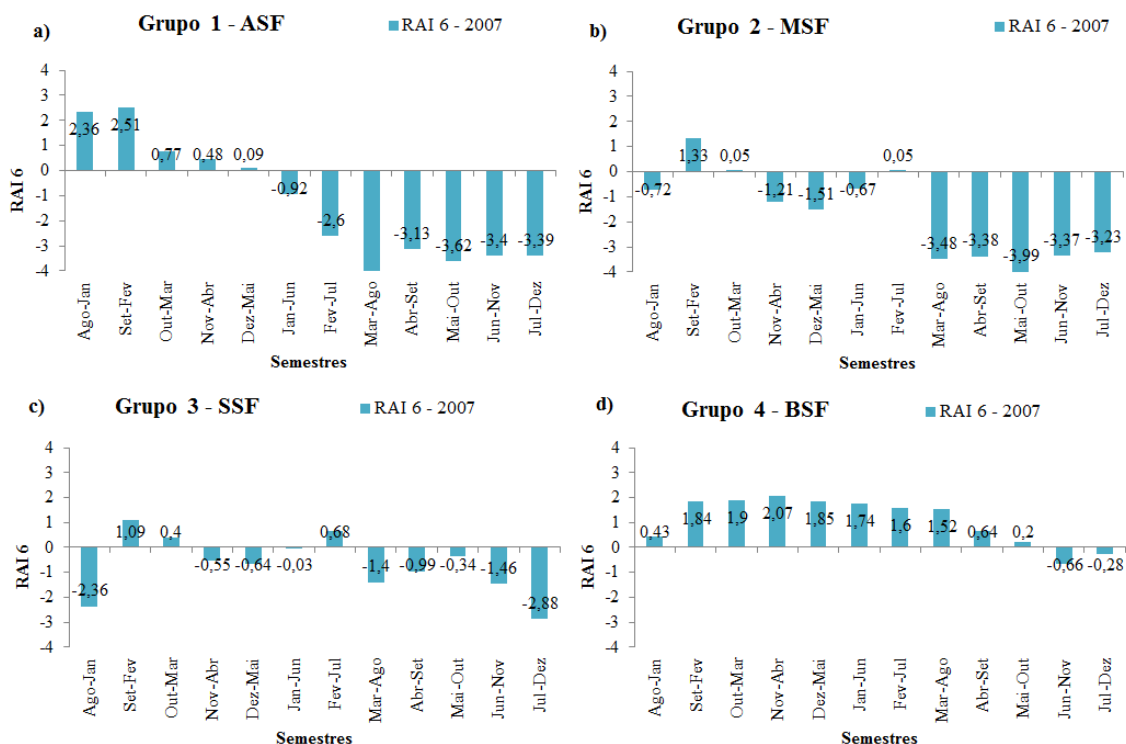 a) Grupo 1 - ASF RAI 6 - 2007
4
3
2
1
0
-1
-2
-3
-4
RAI 6
2,36 2,51 0,77 0,48 0,09 -0,92 -2,6 -3,13 -3,62 -3,4 -3,39
Ago-Jan Set-Fev Out-Mar Nov-Abr Dez-Mai Jan-Jun Fev-Jul Mar-Ago Abr-Set Mai-Out Jun-Nov Jul-Dez
Semestres
b) Grupo 2 - MSF RAI 6 - 2007
4
3
2
1
0
-1
-2
-3
-4
RAI 6
-0,72 1,33 0,05 -1,21 -1,51 -0,67 0,05 -3,48 -3,38 -3,99 -3,37 -3,23
Ago-Jan Set-Fev Out-Mar Nov-Abr Dez-Mai Jan-Jun Fev-Jul Mar-Ago Abr-Set Mai-Out Jun-Nov Jul-Dez
Semestres
c) Grupo 3 - SSF RAI 6 - 2007
4
3
2
1
0
-1
-2
-3
-4
RAI 6
-2,36 1,09 0,4 -0,55 -0,64 -0,03 0,68 -1,4 -0,99 -0,34 -1,46 -2,88
Ago-Jan Set-Fev Out-Mar Nov-Abr Dez-Mai Jan-Jun Fev-Jul Mar-Ago Abr-Set Mai-Out Jun-Nov Jul-Dez
Semestres
d) Grupo 4 - BSF RAI 6 - 2007
4
3
2
1
0
-1
-2
-3
-4
RAI 6
0,43 1,84 1,9 2,07 1,85 1,74 1,6 1,52 0,64 0,2 -0,66 -0,28
Ago-Jan Set-Fev Out-Mar Nov-Abr Dez-Mai Jan-Jun Fev-Jul Mar-Ago Abr-Set Mai-Out Jun-Nov Jul-Dez
Semestres